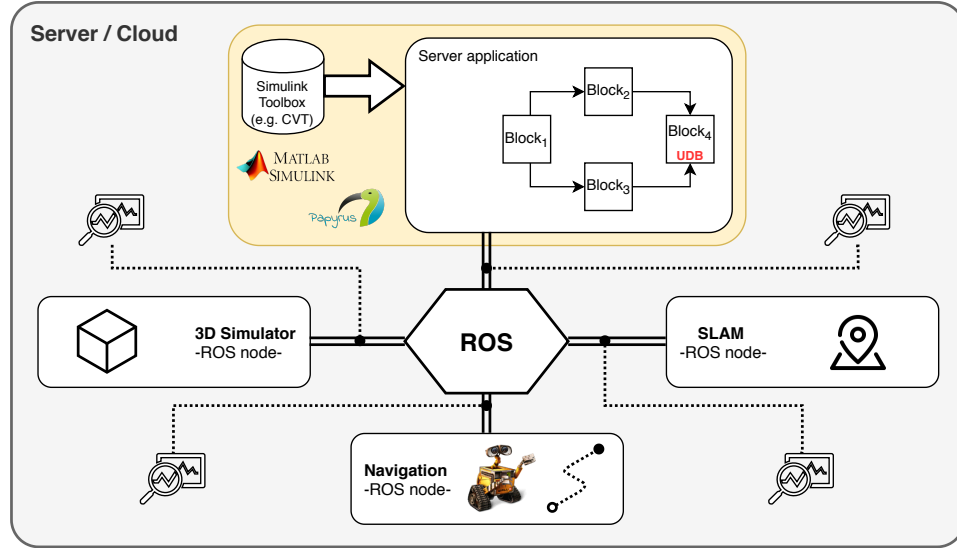 Server / Cloud
Simulink
Toolbox
(e.g. CVT)
Server application
Block1
Block2
Block3
Block4
UDB
MATLAB
SIMULINK
Papyrus
3D Simulator
-ROS node-
ROS
SLAM
-ROS node-
Navigation
-ROS node-